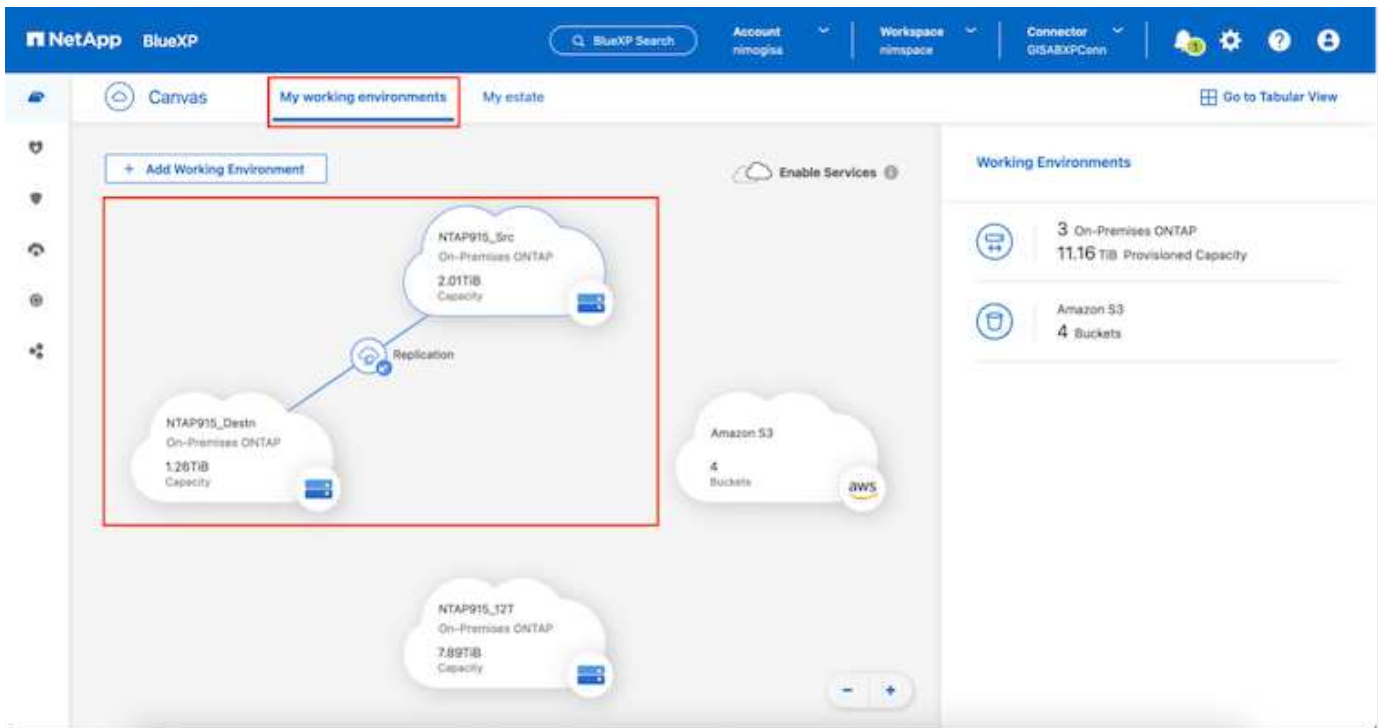 NetApp BlueXP
BlueXP Search
Account
nimogisa
Workspace
nimspace
Connector
GISABXPConn
1
Canvas
My working environments
My estate
Go to Tabular View
+ Add Working Environment
Enable Services
NTAP915_Src
On-Premises ONTAP
2.01TiB
Capacity
Replication
NTAP915_Destn
On-Premises ONTAP
1.26TiB
Capacity
Amazon S3
4
Buckets
aws
NTAP915_127
On-Premises ONTAP
7.89TiB
Capacity
- +
Working Environments
3 On-Premises ONTAP
11.16 TiB Provisioned Capacity
Amazon S3
4 Buckets